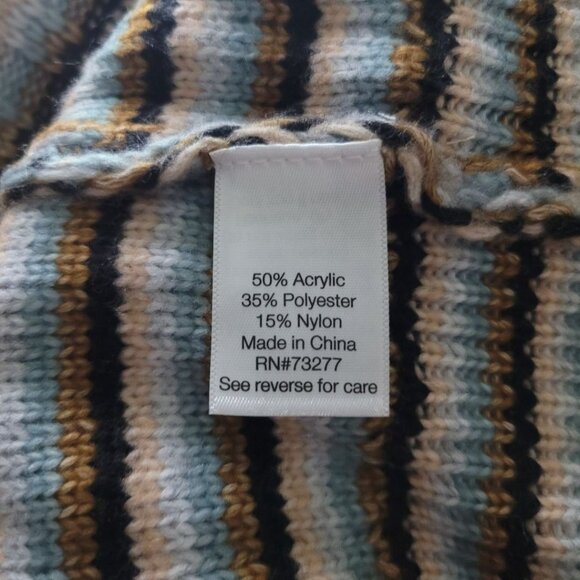 50% Acrylic
35% Polyester
15% Nylon
Made in China
RN#73277
See reverse for care